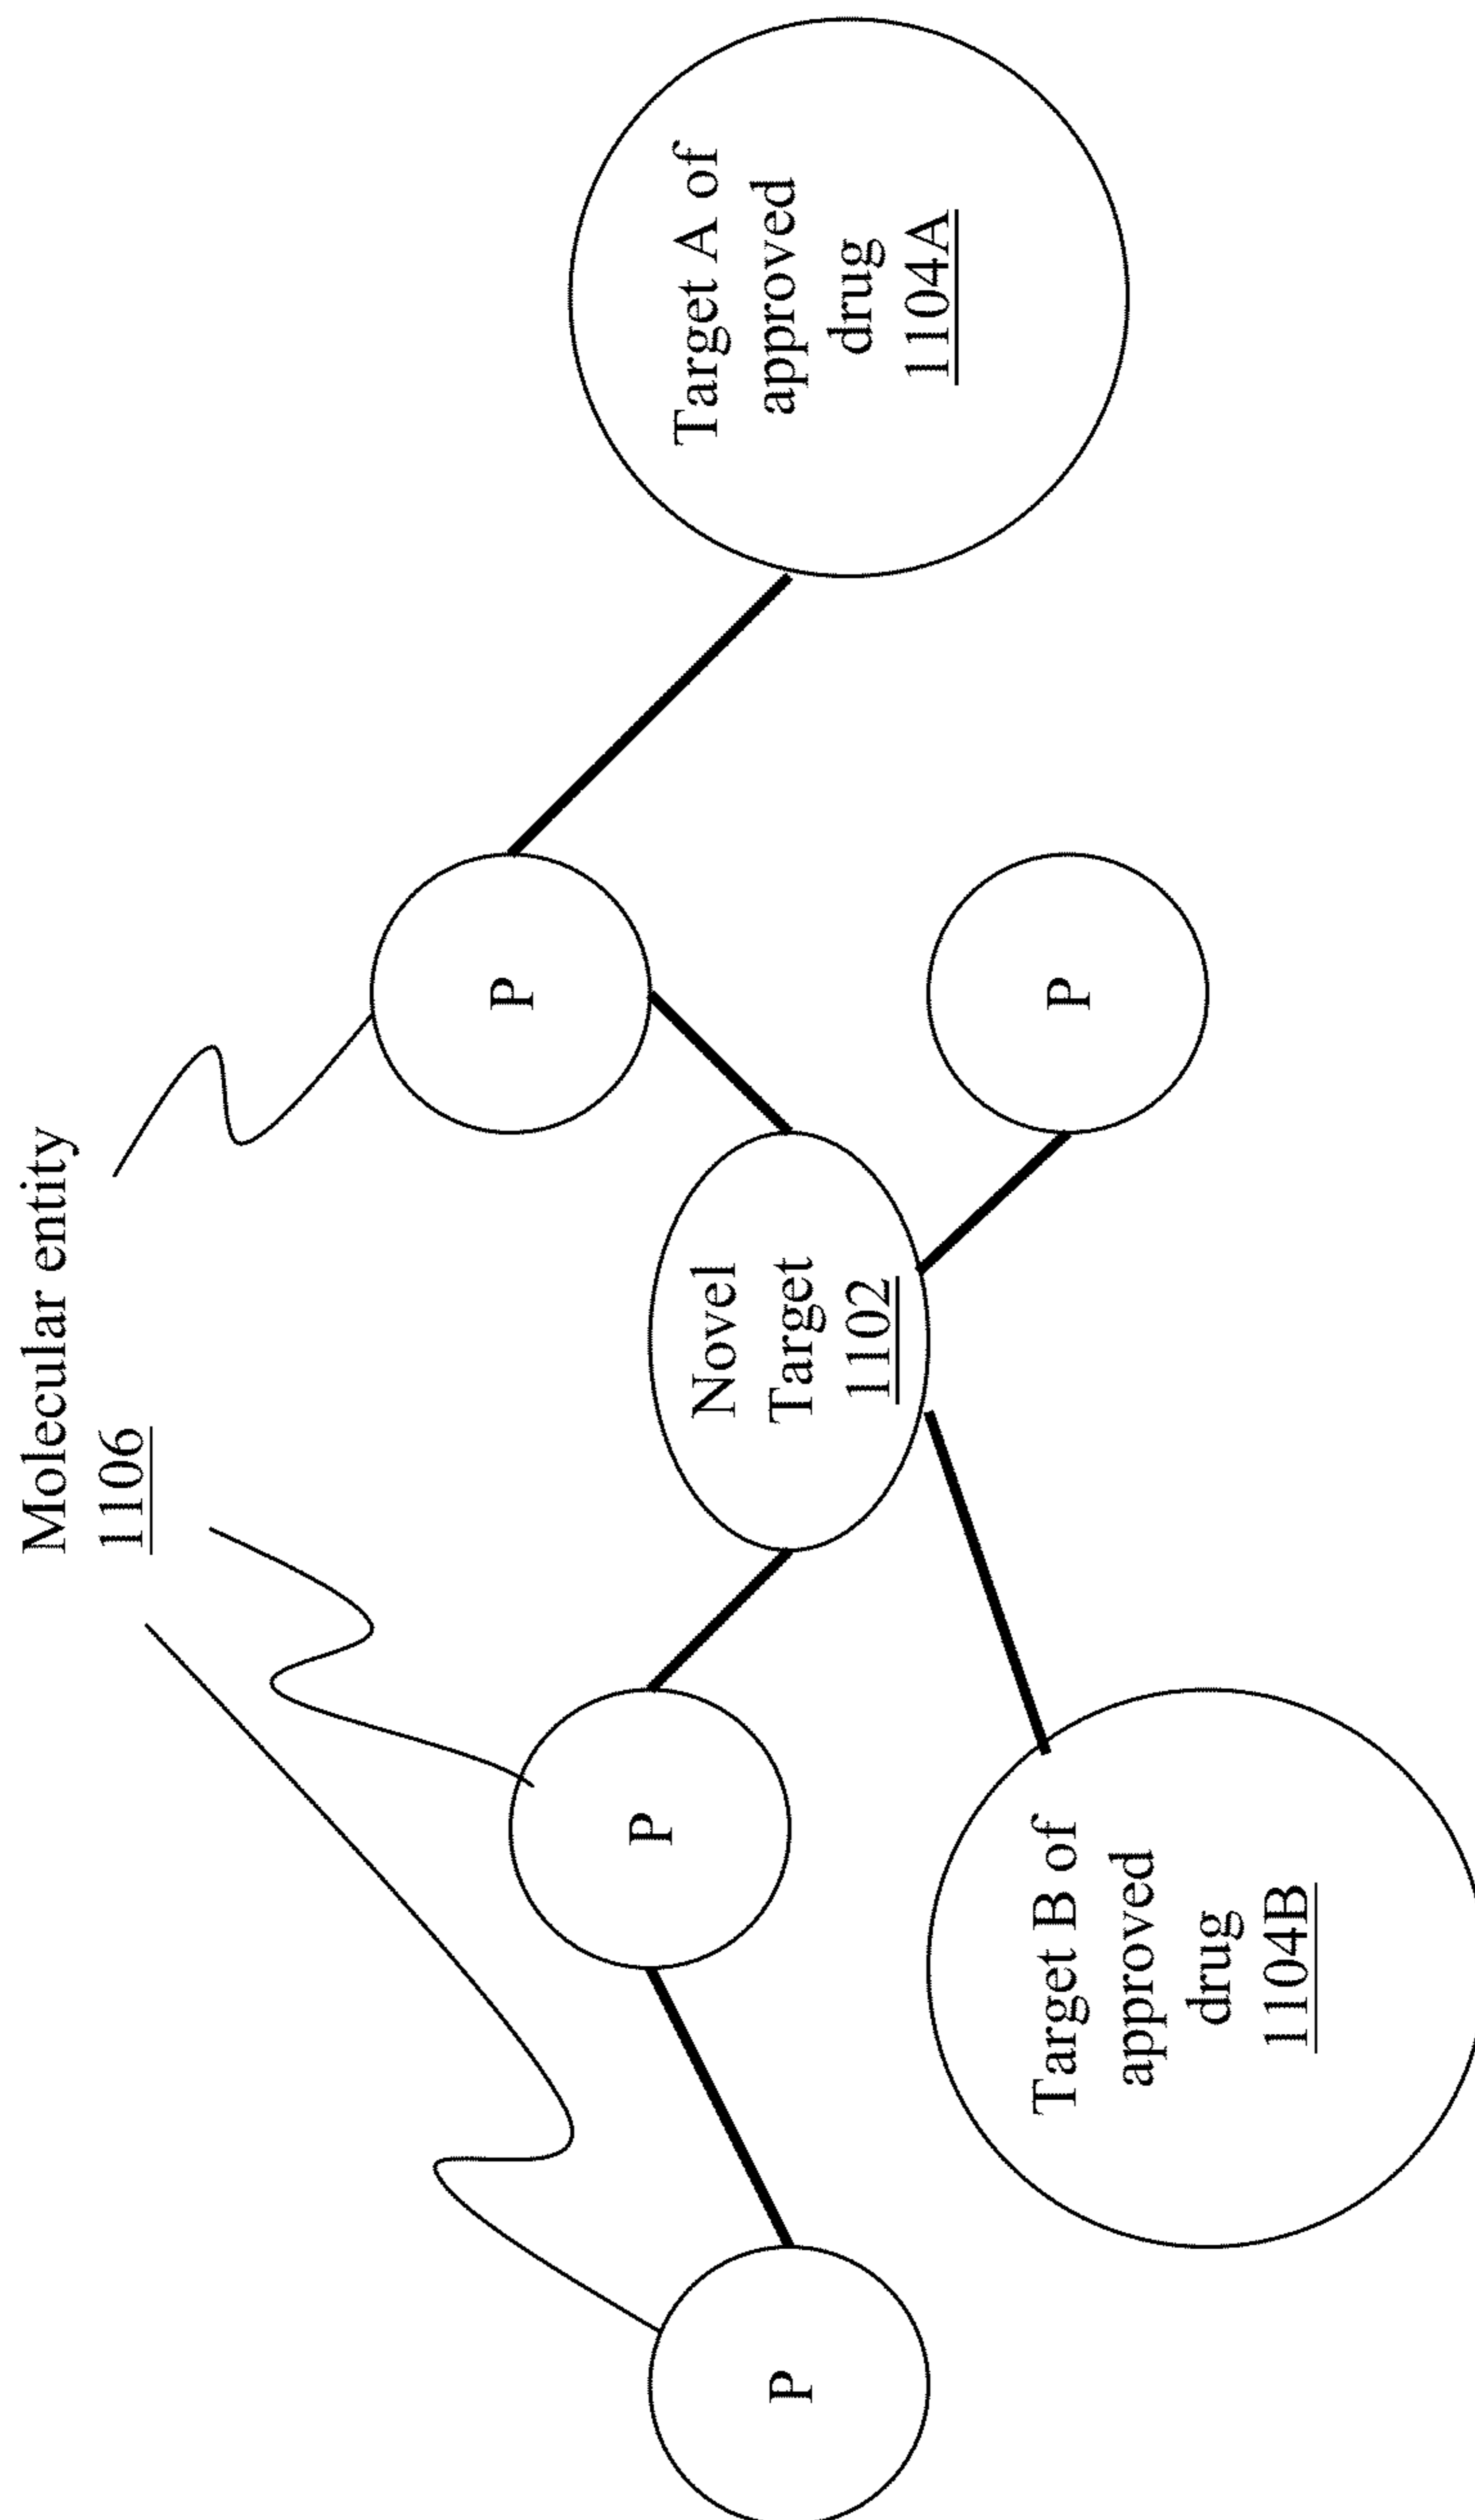 Molecular entity
1106
P
P
P
Novel
Target
1102
P
Target A of
approved
drug
1104A
Target B of
approved
drug
1104B